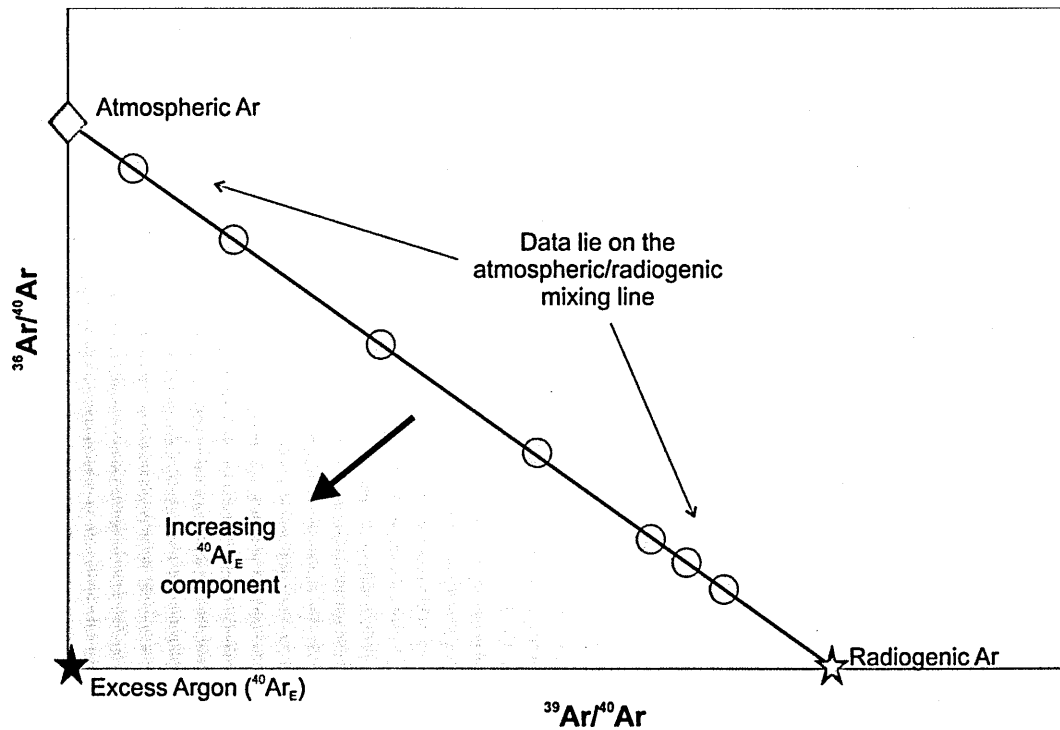 Atmospheric Ar
Data lie on the
atmospheric/radiogenic
mixing line
³⁶Ar/⁴⁰Ar
Increasing
⁴⁰Ar_E
component
Radiogenic Ar
Excess Argon (⁴⁰Ar_E)
³⁹Ar/⁴⁰Ar